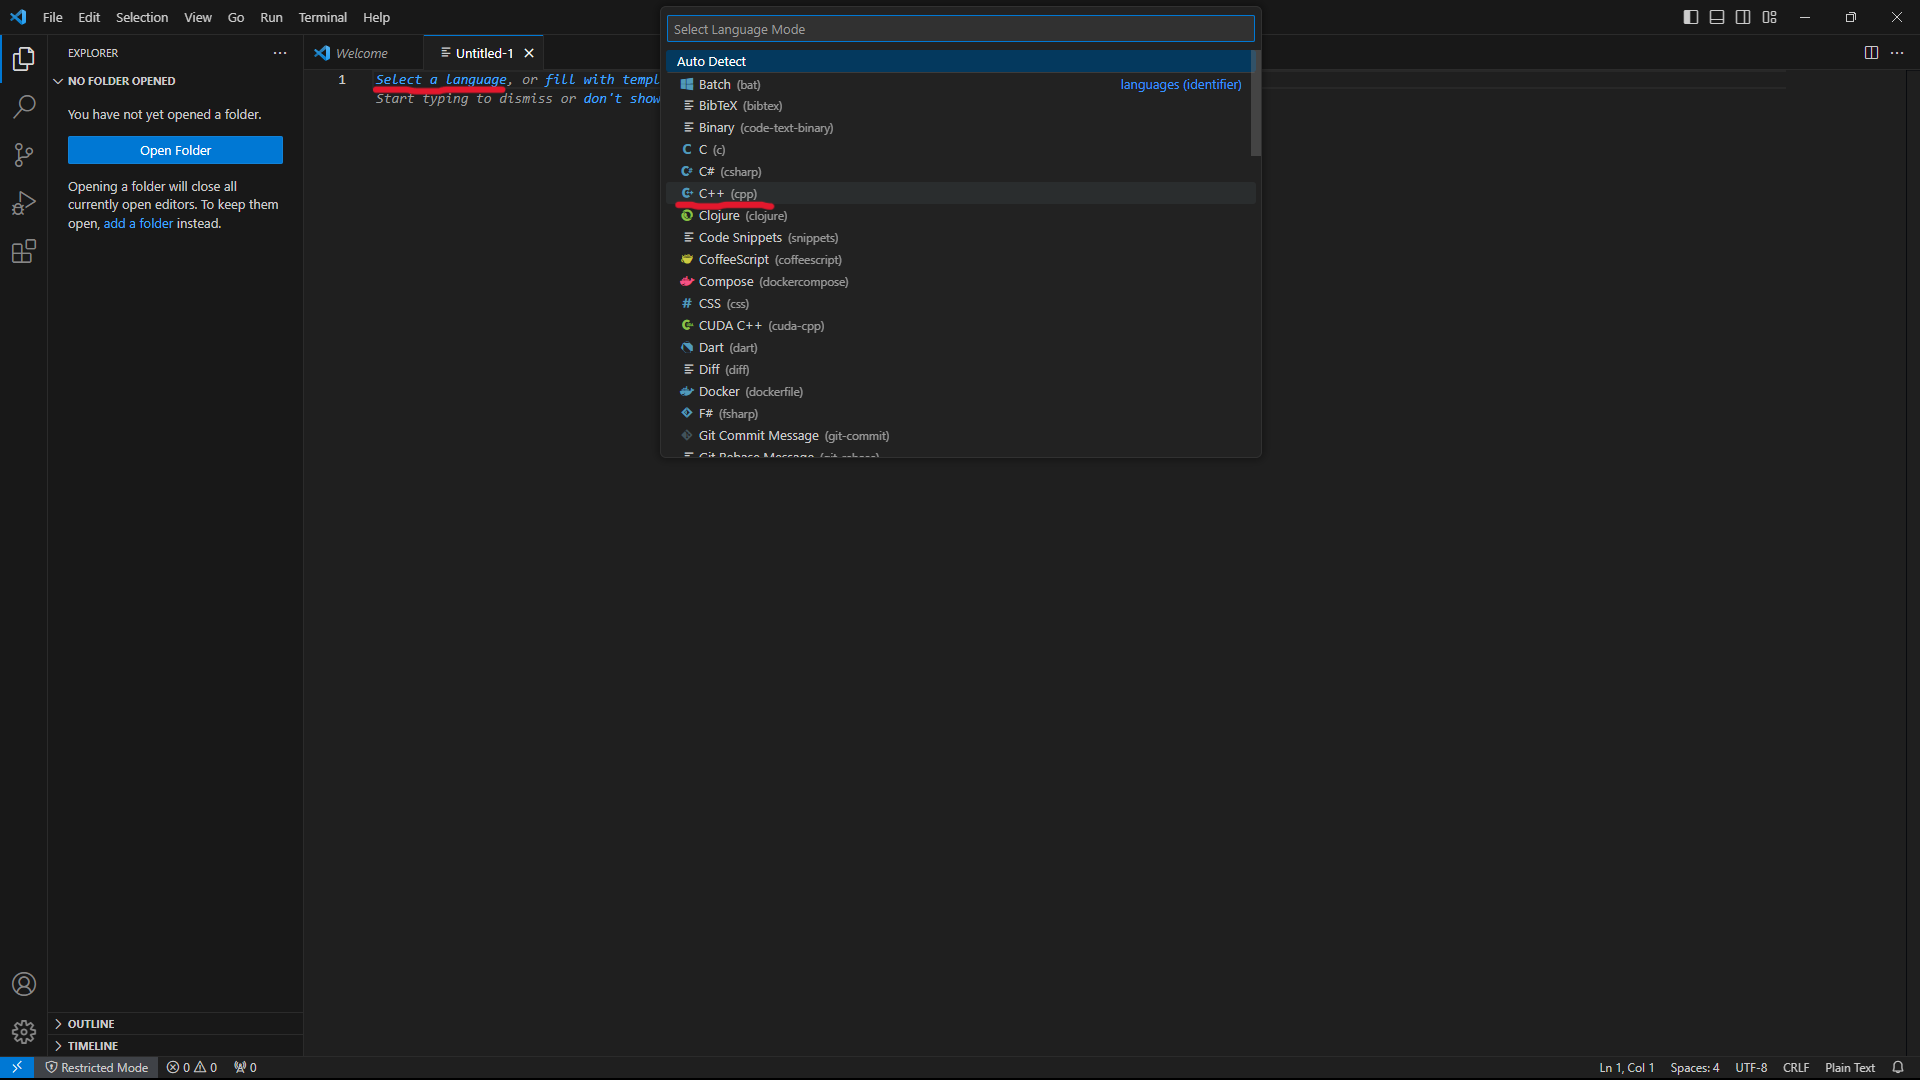 File Edit Selection View Go Run Terminal Help
Select Language Mode
EXPLORER
Welcome
Untitled-1
NO FOLDER OPENED
You have not yet opened a folder.
Open Folder
Opening a folder will close all
currently open editors. To keep them
open, add a folder instead.
1
Select a language, or fill with templ
Start typing to dismiss or don't show
Auto Detect
Batch (bat) languages (identifier)
BibTeX (bibtex)
Binary (code-text-binary)
C (c)
C# (csharp)
C++ (cpp)
Clojure (clojure)
Code Snippets (snippets)
CoffeeScript (coffeescript)
Compose (dockercompose)
CSS (css)
CUDA C++ (cuda-cpp)
Dart (dart)
Diff (diff)
Docker (dockerfile)
F# (fsharp)
Git Commit Message (git-commit)
Git Rebase Message (git-rebase)
OUTLINE
TIMELINE
Restricted Mode 0 0 0 Ln 1, Col 1 Spaces: 4 UTF-8 CRLF Plain Text